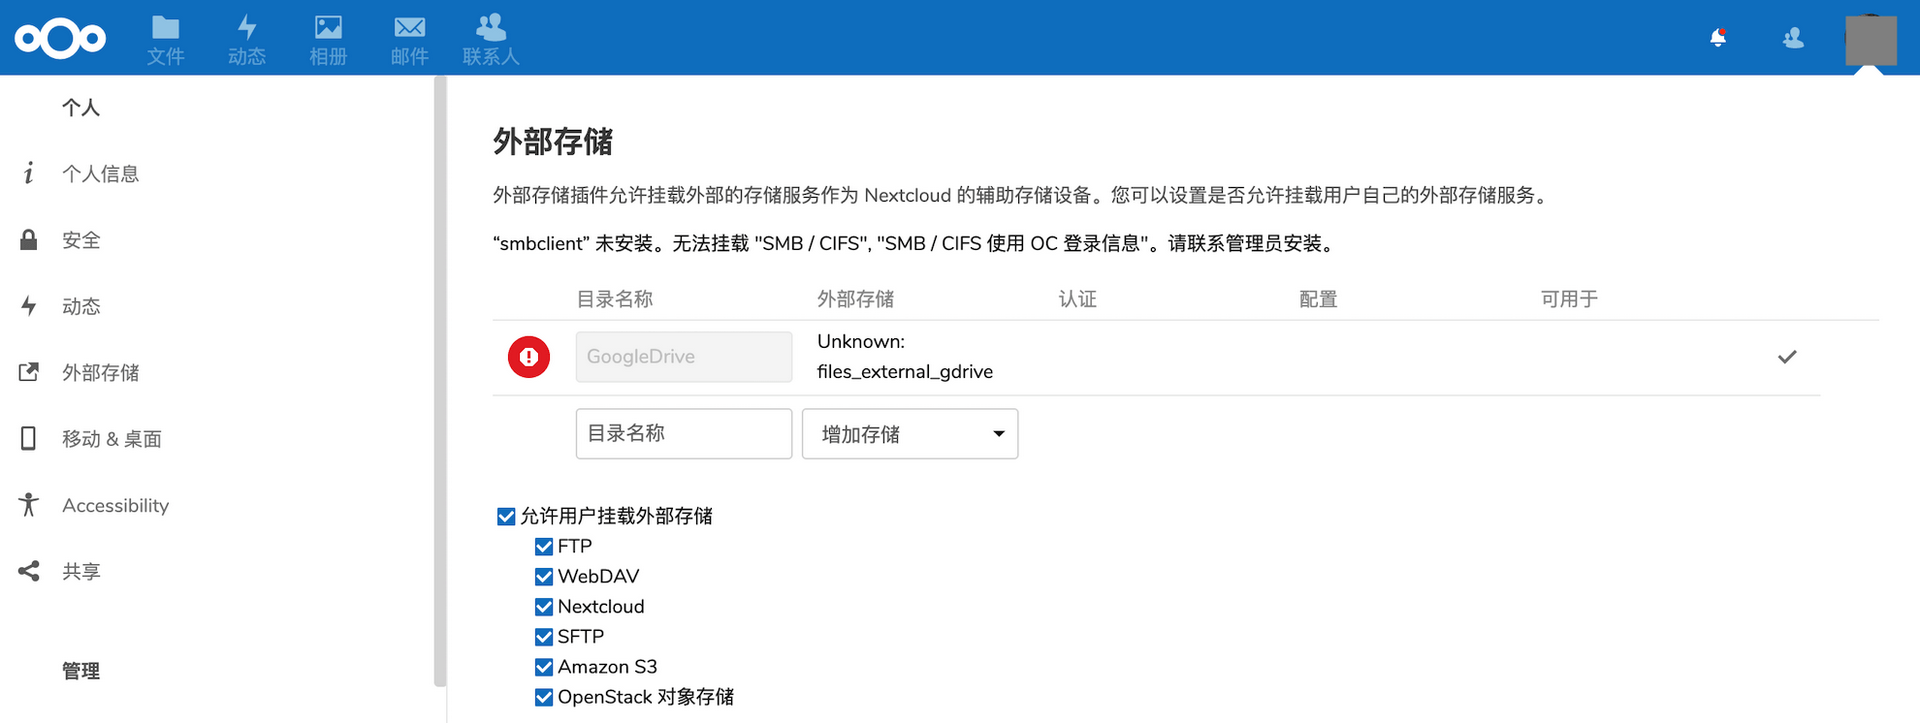 文件
动态
相册
邮件
联系人
个人
个人信息
安全
动态
外部存储
移动 & 桌面
Accessibility
共享
管理
外部存储
外部存储插件允许挂载外部的存储服务作为 Nextcloud 的辅助存储设备。您可以设置是否允许挂载用户自己的外部存储服务。
“smbclient” 未安装。无法挂载 "SMB / CIFS", "SMB / CIFS 使用 OC 登录信息"。请联系管理员安装。
目录名称 外部存储 认证 配置 可用于
GoogleDrive
Unknown:
files_external_gdrive
目录名称
增加存储
允许用户挂载外部存储
FTP
WebDAV
Nextcloud
SFTP
Amazon S3
OpenStack 对象存储